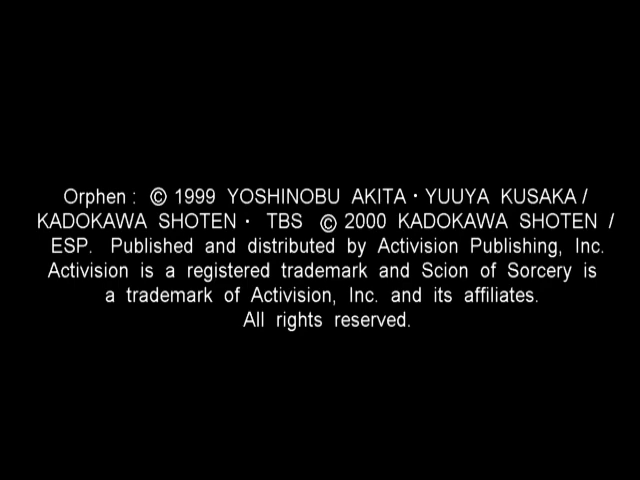 Orphen : © 1999 YOSHINOBU AKITA・YUUYA KUSAKA /
KADOKAWA SHOTEN・ TBS © 2000 KADOKAWA SHOTEN /
ESP. Published and distributed by Activision Publishing, Inc.
Activision is a registered trademark and Scion of Sorcery is
a trademark of Activision, Inc. and its affiliates.
All rights reserved.